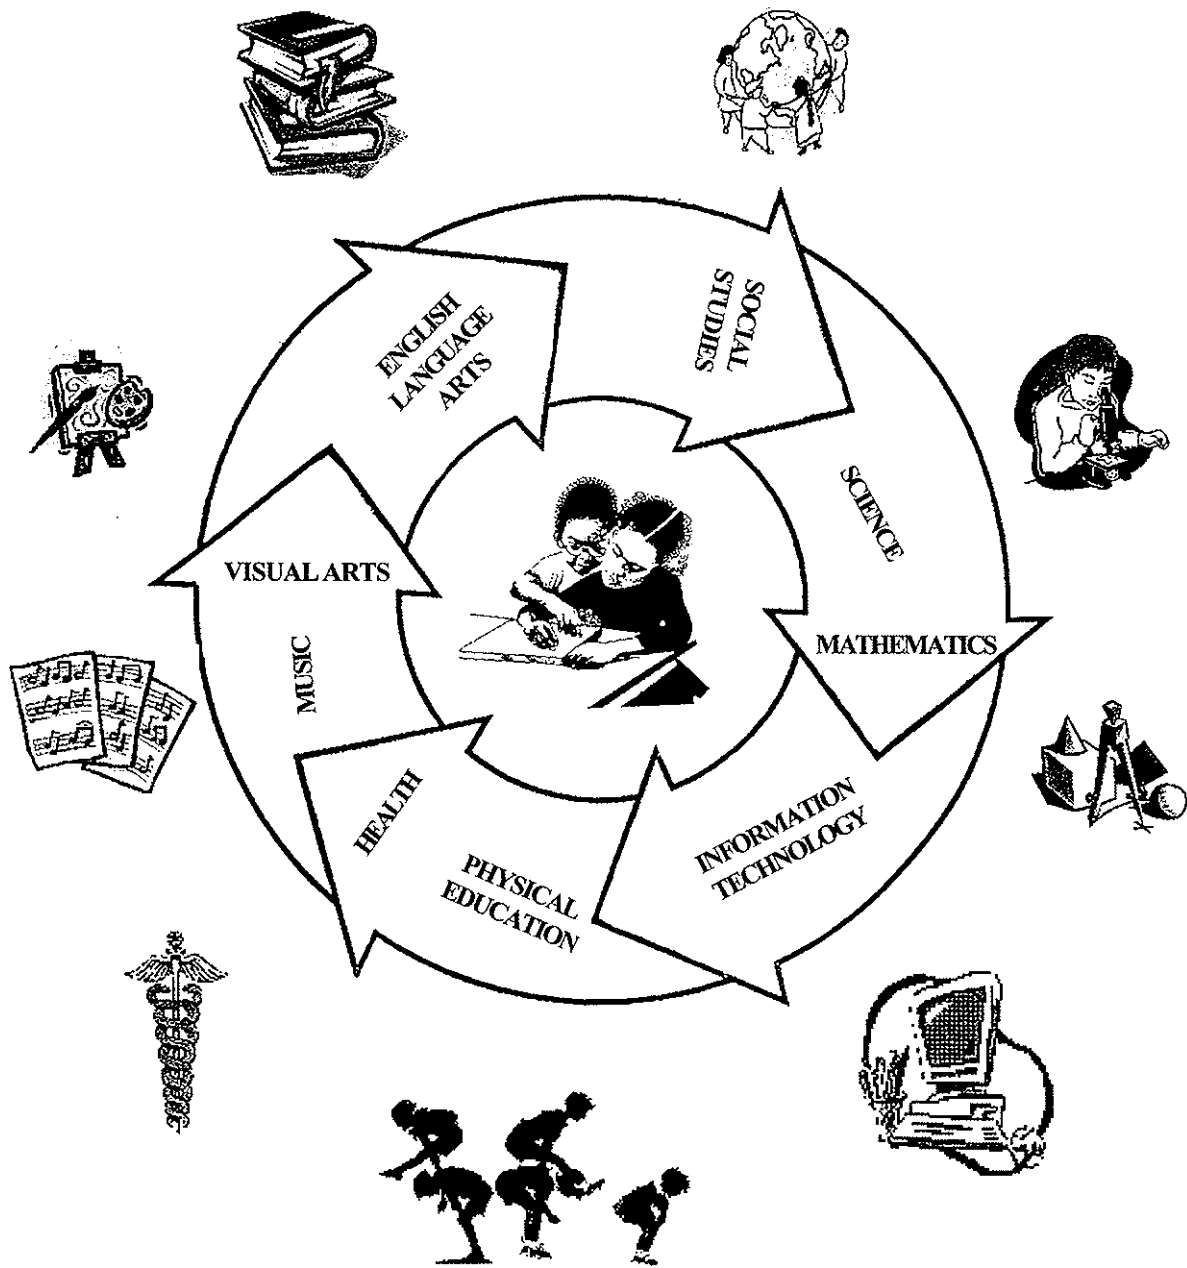 ENGLISH
LANGUAGE
ARTS
SOCIAL
STUDIES
SCIENCE
MATHEMATICS
INFORMATION
TECHNOLOGY
PHYSICAL
EDUCATION
HEALTH
MUSIC
VISUAL ARTS